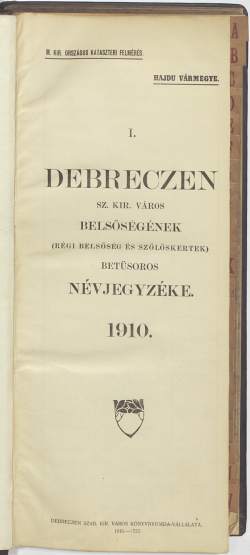 M. KIR. ORSZÁGOS KATASZTERI FELMÉRÉS.
HAJDU VÁRMEGYE.
I.
DEBRECZEN
SZ. KIR. VÁROS
BELSŐSÉGÉNEK
(RÉGI BELSŐSÉG ÉS SZŐLŐSKERTEK)
BETŰSOROS
NÉVJEGYZÉKE.
1910.
DEBRECZEN SZAB. KIR. VÁROS KÖNYVNYOMDA-VÁLLALATA.
A
B